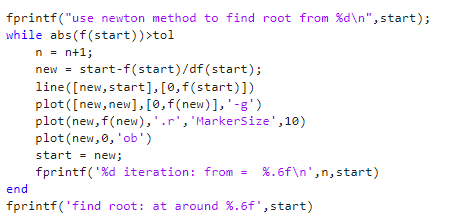 fprintf("use newton method to find root from %d\n",start);
while abs(f(start))>tol
    n = n+1;
    new = start-f(start)/df(start);
    line([new,start],[0,f(start)])
    plot([new,new],[0,f(new)],'-g')
    plot(new,f(new),'.r','MarkerSize',10)
    plot(new,0,'ob')
    start = new;
    fprintf('%d iteration: from =  %.6f\n',n,start)
end
fprintf('find root: at around %.6f',start)